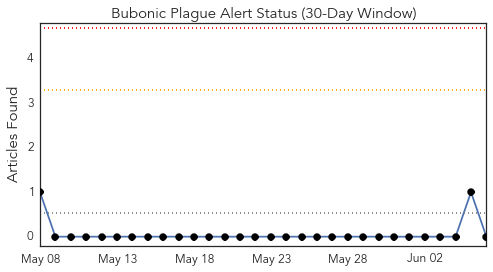 Bubonic Plague Alert Status (30-Day Window)
Articles Found
4
3
2
1
0
May 08
May 13
May 18
May 23
May 28
Jun 02